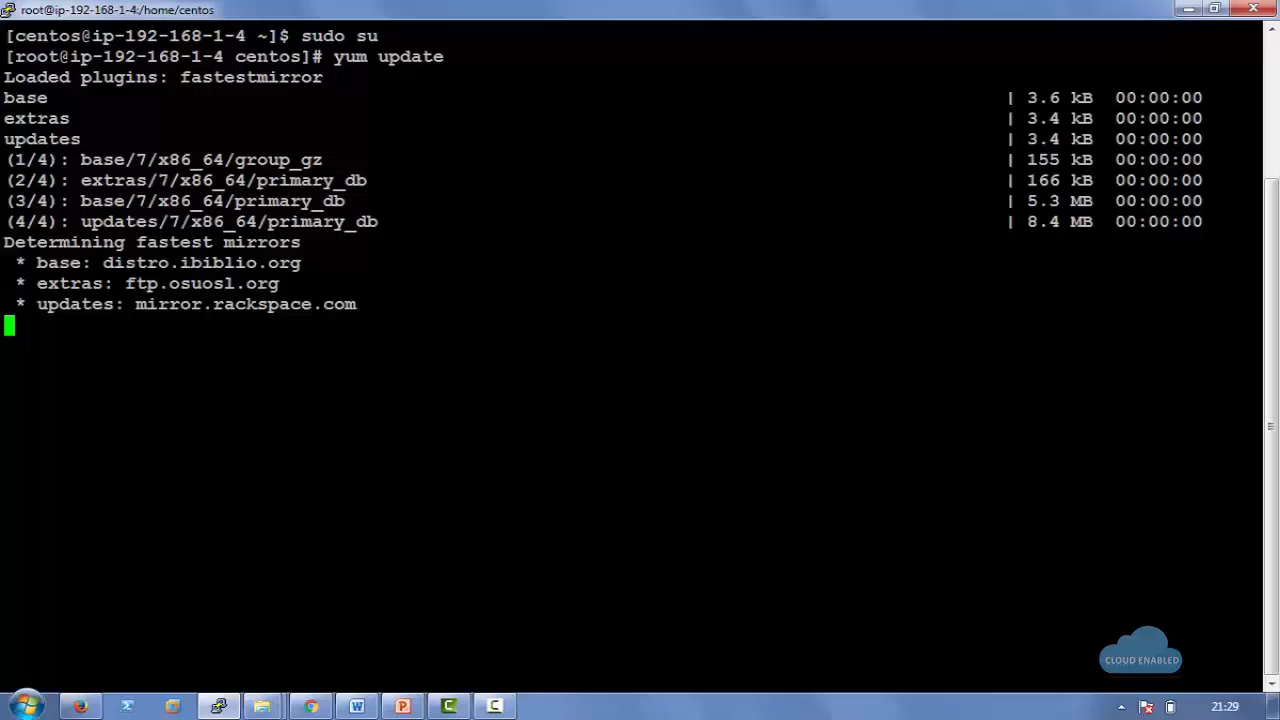 root@ip-192-168-1-4:/home/centos
[centos@ip-192-168-1-4 ~]$ sudo su
[root@ip-192-168-1-4 centos]# yum update
Loaded plugins: fastestmirror
base | 3.6 kB 00:00:00
extras | 3.4 kB 00:00:00
updates | 3.4 kB 00:00:00
(1/4): base/7/x86_64/group_gz | 155 kB 00:00:00
(2/4): extras/7/x86_64/primary_db | 166 kB 00:00:00
(3/4): base/7/x86_64/primary_db | 5.3 MB 00:00:00
(4/4): updates/7/x86_64/primary_db | 8.4 MB 00:00:00
Determining fastest mirrors
* base: distro.ibiblio.org
* extras: ftp.osuosl.org
* updates: mirror.rackspace.com
CLOUD ENABLED
21:29